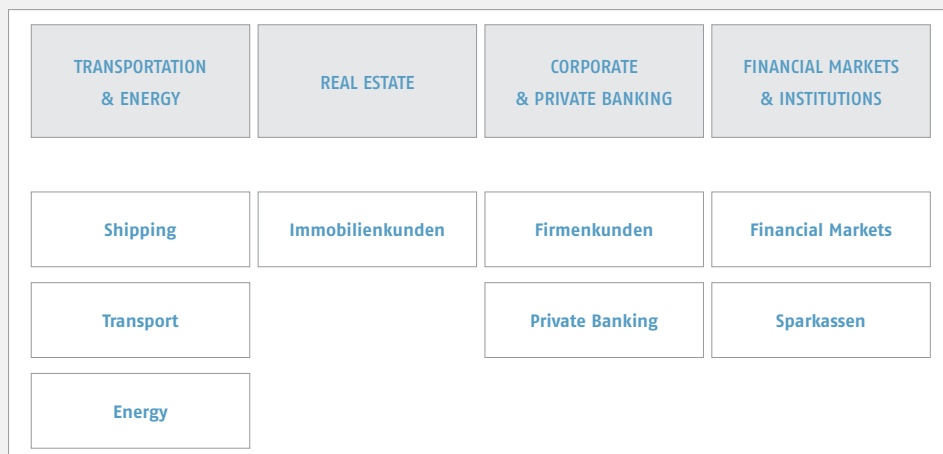 TRANSPORTATION
& ENERGY
REAL ESTATE
CORPORATE
& PRIVATE BANKING
FINANCIAL MARKETS
& INSTITUTIONS
Shipping
Immobilienkunden
Firmenkunden
Financial Markets
Transport
Private Banking
Sparkassen
Energy